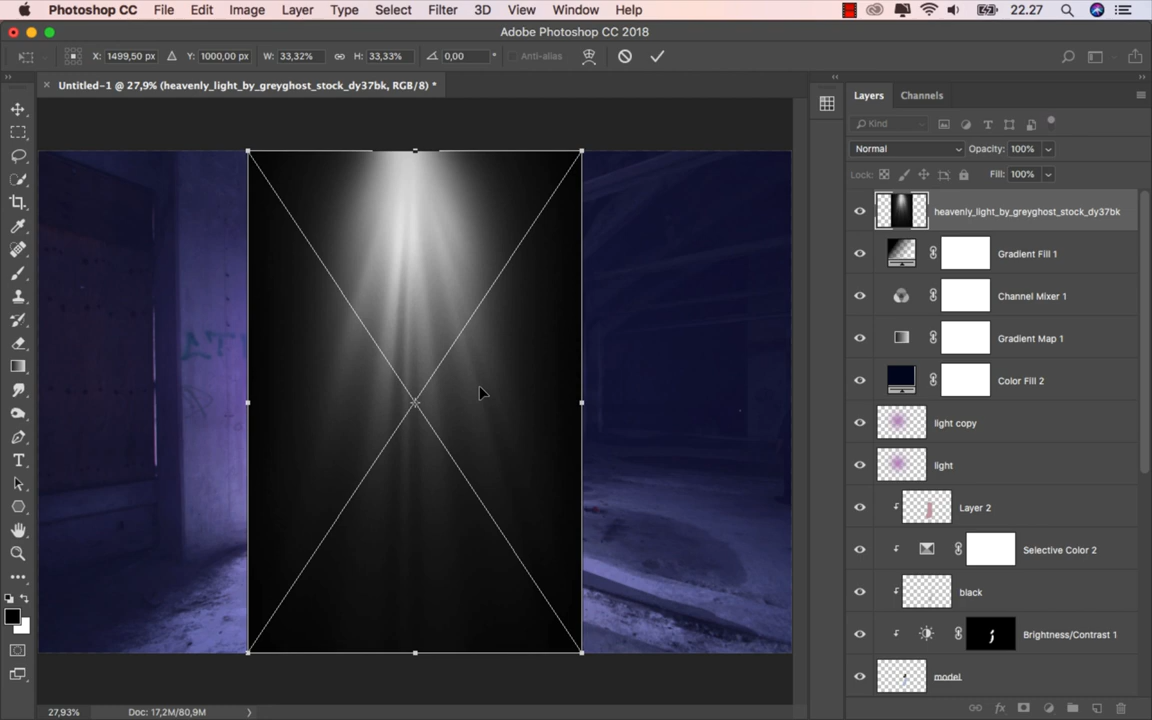 Photoshop CC File Edit Image Layer Type Select Filter 3D View Window Help 22.27
Adobe Photoshop CC 2018
X: 1499,50 px Y: 1000,00 px W: 33,32% H: 33,33% 0,00 ° Anti-alias
× Untitled-1 @ 27,9% (heavenly_light_by_greyghost_stock_dy37bk, RGB/8) *
Layers Channels
Kind
Normal Opacity: 100%
Lock: Fill: 100%
heavenly_light_by_greyghost_stock_dy37bk
Gradient Fill 1
Channel Mixer 1
Gradient Map 1
Color Fill 2
light copy
light
Layer 2
Selective Color 2
black
Brightness/Contrast 1
model
27,93% Doc: 17,2M/80,9M